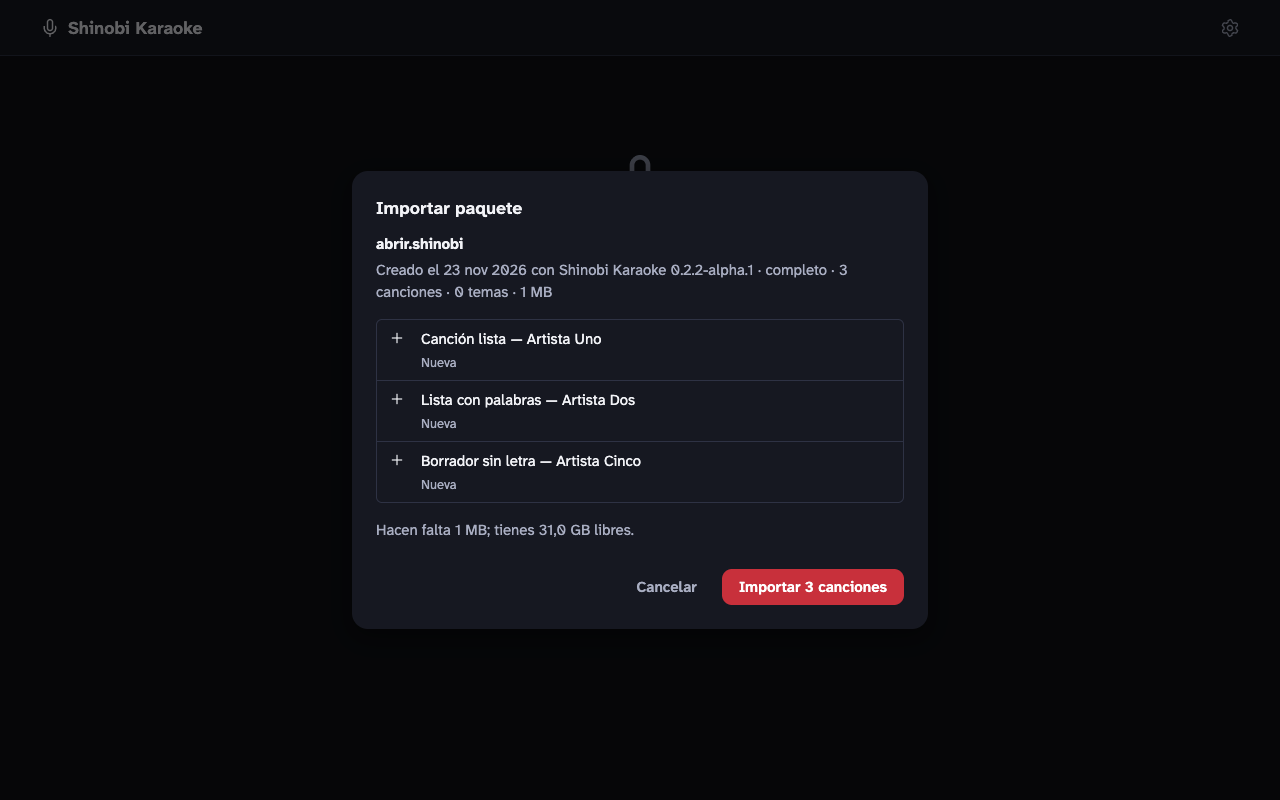 Shinobi Karaoke
Importar paquete
abrir.shinobi
Creado el 23 nov 2026 con Shinobi Karaoke 0.2.2-alpha.1 · completo · 3
canciones · 0 temas · 1 MB
Canción lista — Artista Uno
Nueva
Lista con palabras — Artista Dos
Nueva
Borrador sin letra — Artista Cinco
Nueva
Hacen falta 1 MB; tienes 31,0 GB libres.
Cancelar
Importar 3 canciones